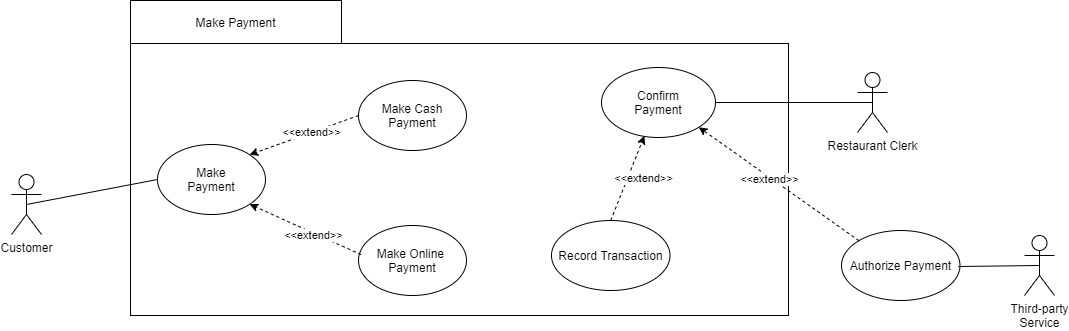 Make Payment
Make Cash
Payment
Confirm
Payment
Restaurant Clerk
<<extend>>
Make
Payment
<<extend>>
<<extend>>
Customer
<<extend>>
Make Online
Payment
Record Transaction
Authorize Payment
Third-party
Service